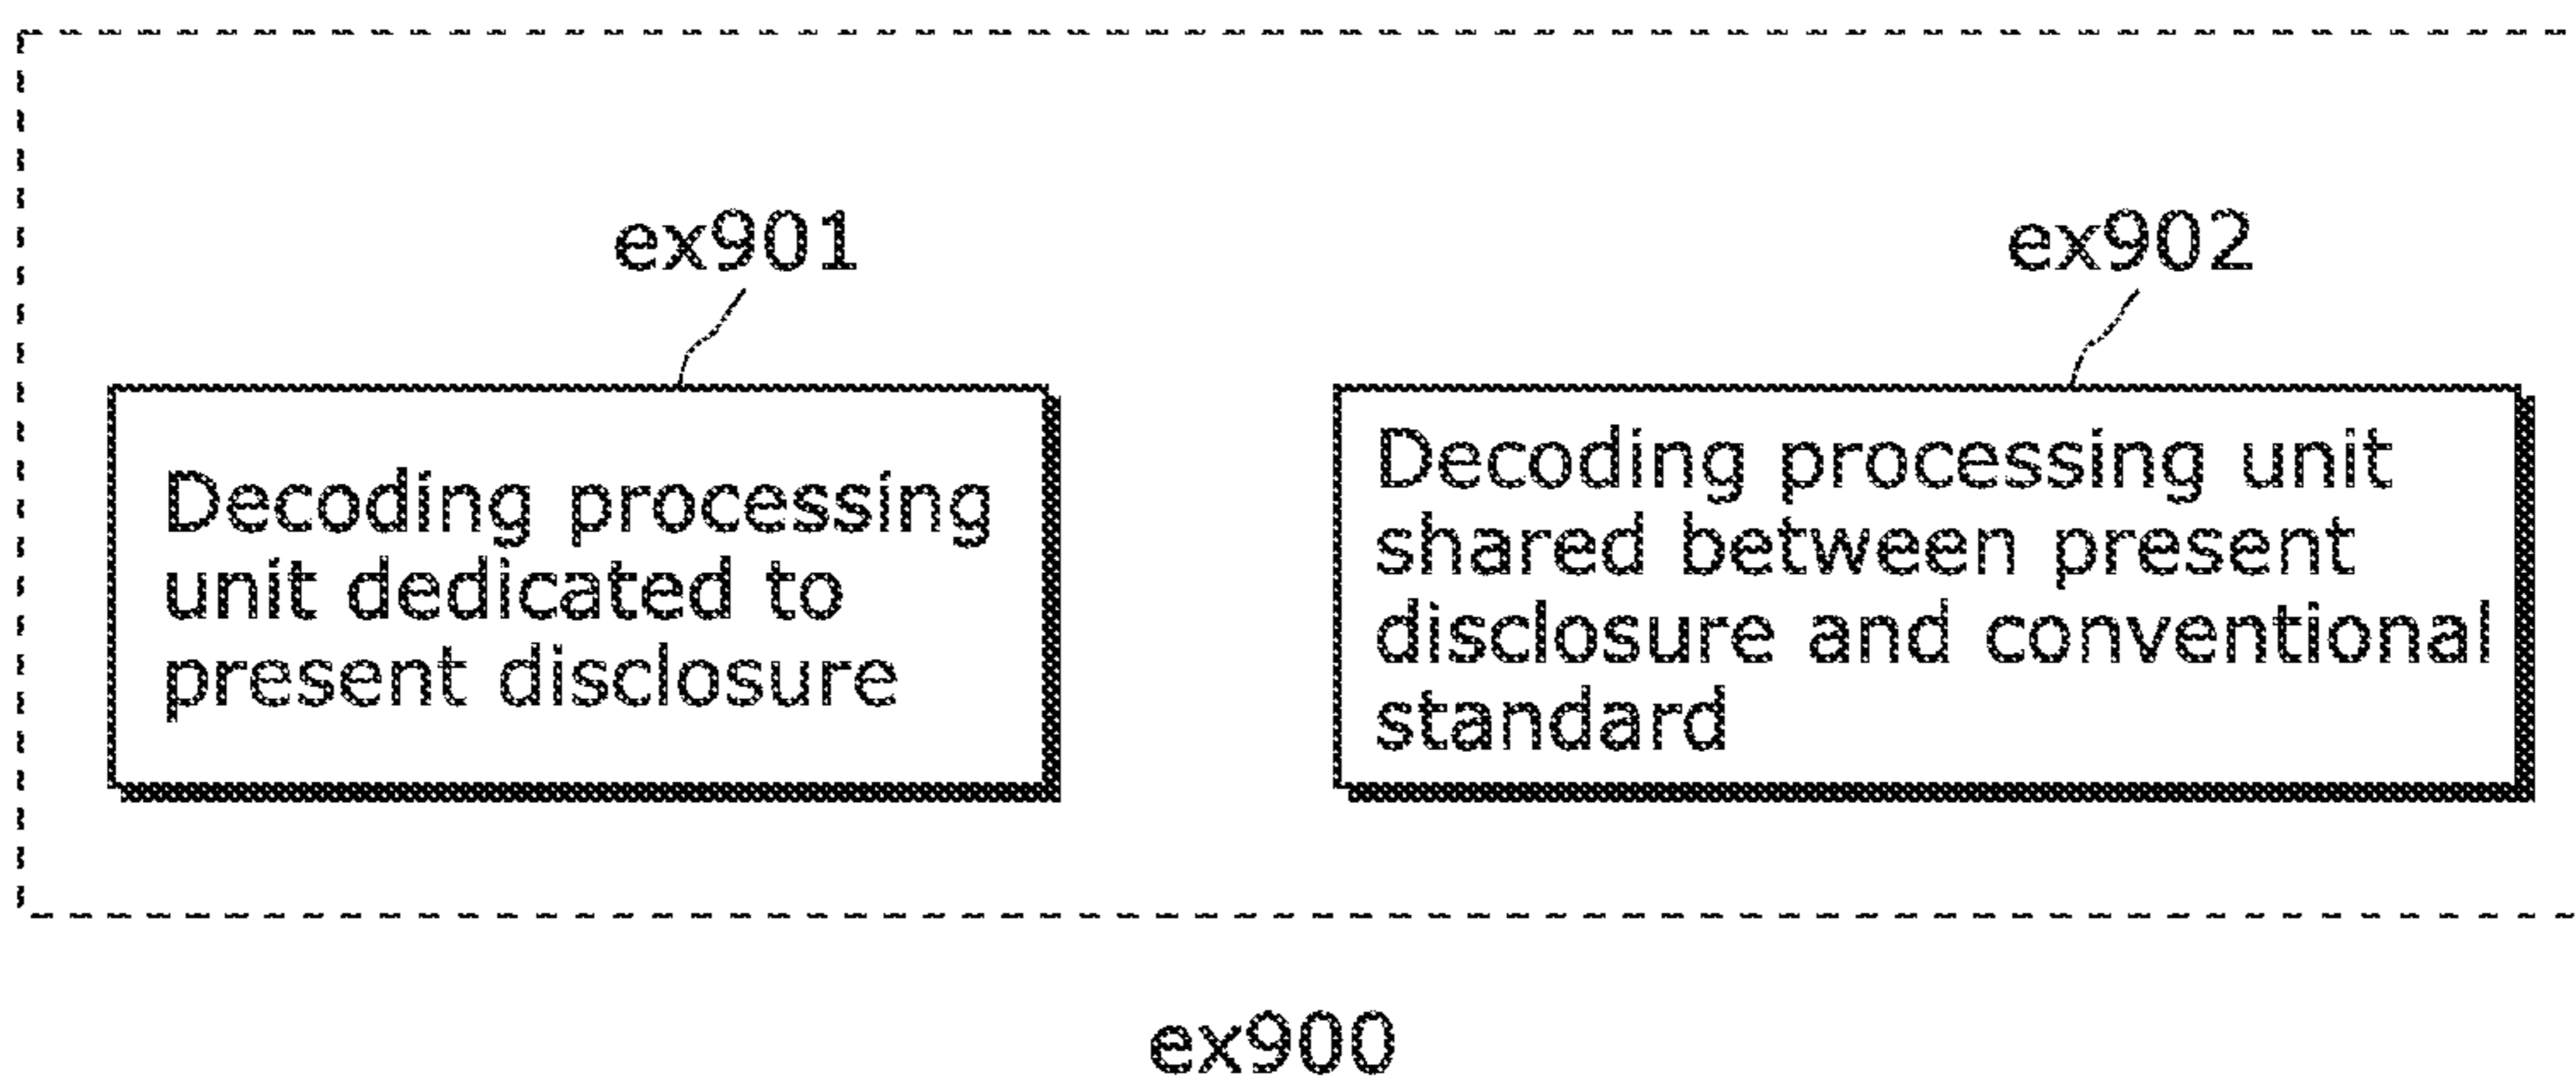 ex901
ex902
Decoding processing
unit dedicated to
present disclosure
Decoding processing unit
shared between present
disclosure and conventional
standard
ex900